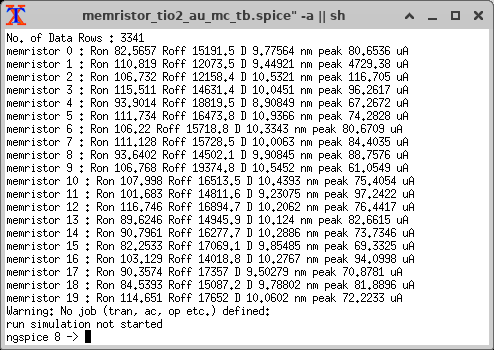 memristor_tio2_au_mc_tb.spice" -a || sh
No. of Data Rows : 3341
memristor 0 : Ron 82.5657 Roff 15191.5 D 9.77564 nm peak 80.6536 uA
memristor 1 : Ron 110.819 Roff 12073.5 D 9.44921 nm peak 4729.38 uA
memristor 2 : Ron 106.732 Roff 12158.4 D 10.5321 nm peak 116.705 uA
memristor 3 : Ron 115.511 Roff 14631.4 D 10.0451 nm peak 96.2617 uA
memristor 4 : Ron 93.9014 Roff 18819.5 D 8.90849 nm peak 67.2672 uA
memristor 5 : Ron 111.734 Roff 16473.8 D 10.9366 nm peak 74.2828 uA
memristor 6 : Ron 106.22 Roff 15718.8 D 10.3343 nm peak 80.6709 uA
memristor 7 : Ron 111.128 Roff 15728.5 D 10.0063 nm peak 84.4035 uA
memristor 8 : Ron 93.6402 Roff 14502.1 D 9.90845 nm peak 88.7576 uA
memristor 9 : Ron 106.768 Roff 19374.8 D 10.5452 nm peak 61.0549 uA
memristor 10 : Ron 107.998 Roff 16513.5 D 10.4393 nm peak 75.4054 uA
memristor 11 : Ron 101.683 Roff 14811.6 D 9.23075 nm peak 97.2422 uA
memristor 12 : Ron 116.746 Roff 16894.7 D 10.2062 nm peak 76.4417 uA
memristor 13 : Ron 89.6246 Roff 14945.9 D 10.124 nm peak 82.6615 uA
memristor 14 : Ron 90.7961 Roff 16277.7 D 10.2886 nm peak 73.7346 uA
memristor 15 : Ron 82.2533 Roff 17069.1 D 9.85485 nm peak 69.3325 uA
memristor 16 : Ron 103.129 Roff 14018.8 D 10.2767 nm peak 94.0998 uA
memristor 17 : Ron 90.3574 Roff 17357 D 9.50279 nm peak 70.8781 uA
memristor 18 : Ron 84.5393 Roff 15087.2 D 9.78802 nm peak 81.8896 uA
memristor 19 : Ron 114.651 Roff 17652 D 10.0602 nm peak 72.2233 uA
Warning: No job (tran, ac, op etc.) defined:
run simulation not started
ngspice 8 ->